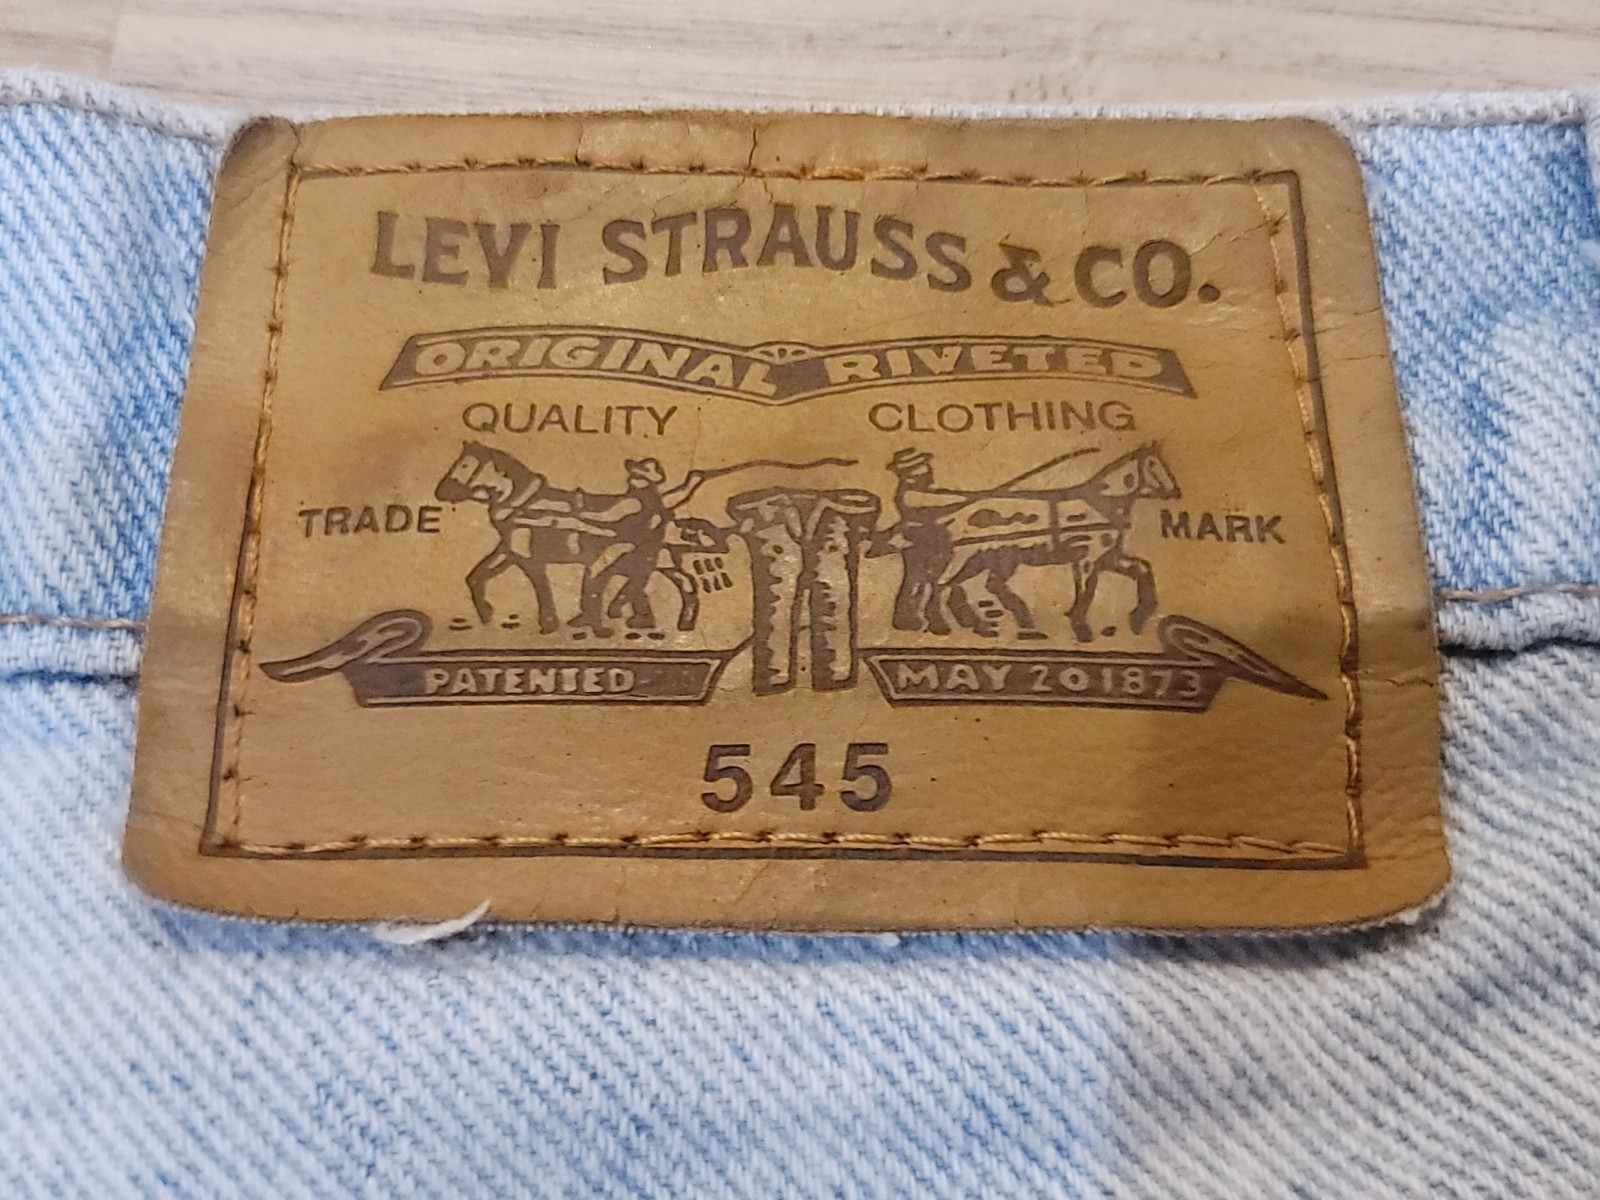 LEVI STRAUSS & CO.
ORIGINAL RIVETED
QUALITY CLOTHING
TRADE MARK
PATENTED MAY 20 1873
545